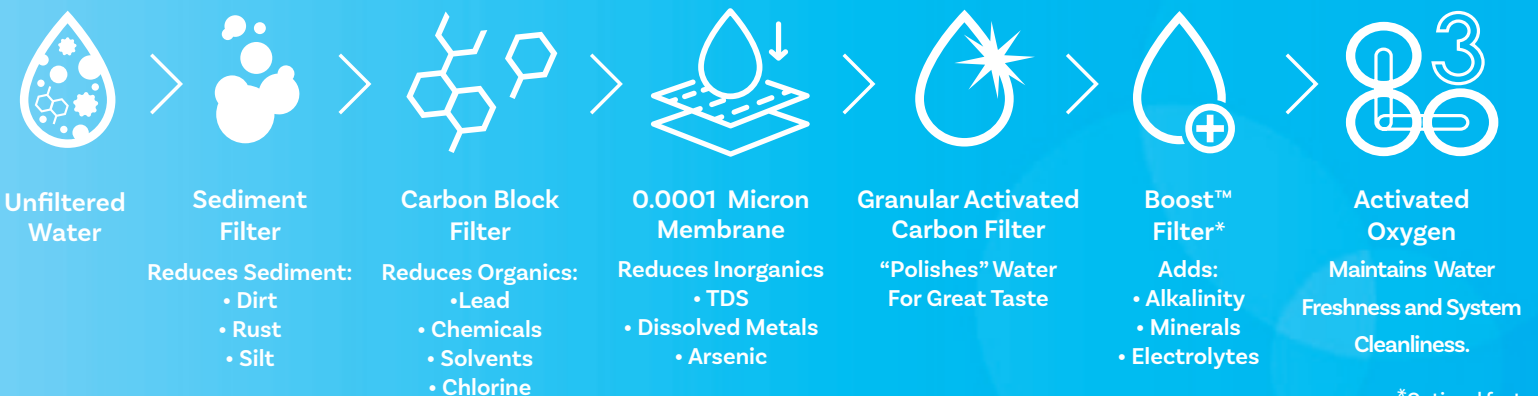 3
Unfiltered
Water
Sediment
Filter
Reduces Sediment:
• Dirt
• Rust
• Silt
Carbon Block
Filter
Reduces Organics:
•Lead
• Chemicals
• Solvents
• Chlorine
0.0001 Micron
Membrane
Reduces Inorganics
• TDS
• Dissolved Metals
• Arsenic
Granular Activated
Carbon Filter
“Polishes” Water
For Great Taste
Boost™
Filter*
Adds:
• Alkalinity
• Minerals
• Electrolytes
Activated
Oxygen
Maintains Water
Freshness and System
Cleanliness.